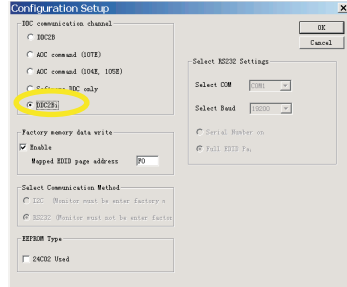 Configuration Setup
DDC communication channel
DDC2B
AOC command (107E)
AOC command (104E, 105E)
Software DDC only
DDC2Bi
Factory memory data write
Enable
Mapped EDID page address F0
Select Communication Method
I2C (Monitor must be enter factory m
RS232 (Monitor must not be enter factor
EEPROM Type
24C02 Used
OK
Cancel
Select RS232 Settings
Select COM COM1
Select Baud 19200
Serial Number on
Full EDID